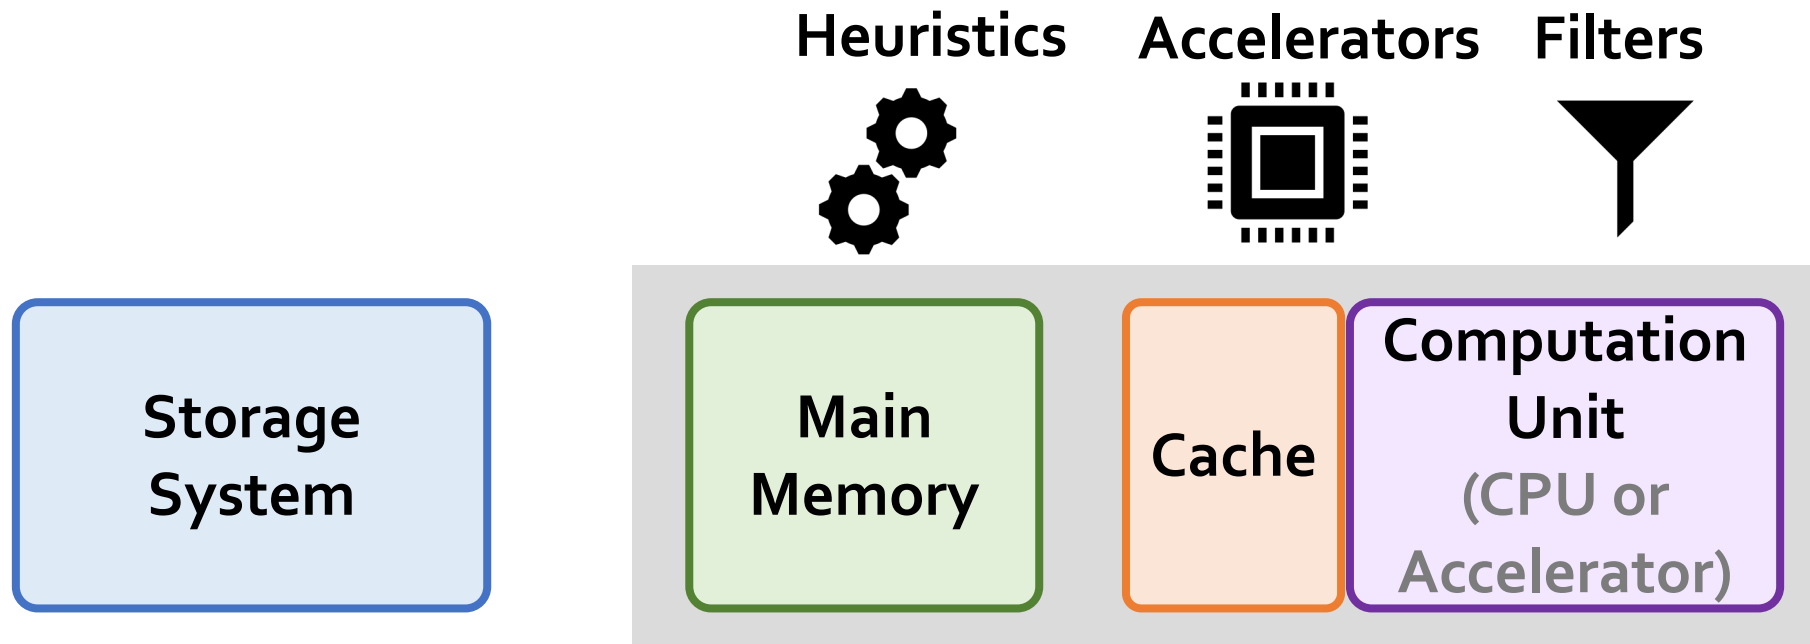 Heuristics
Accelerators
Filters
Storage
System
Main
Memory
Cache
Computation
Unit
(CPU or
Accelerator)